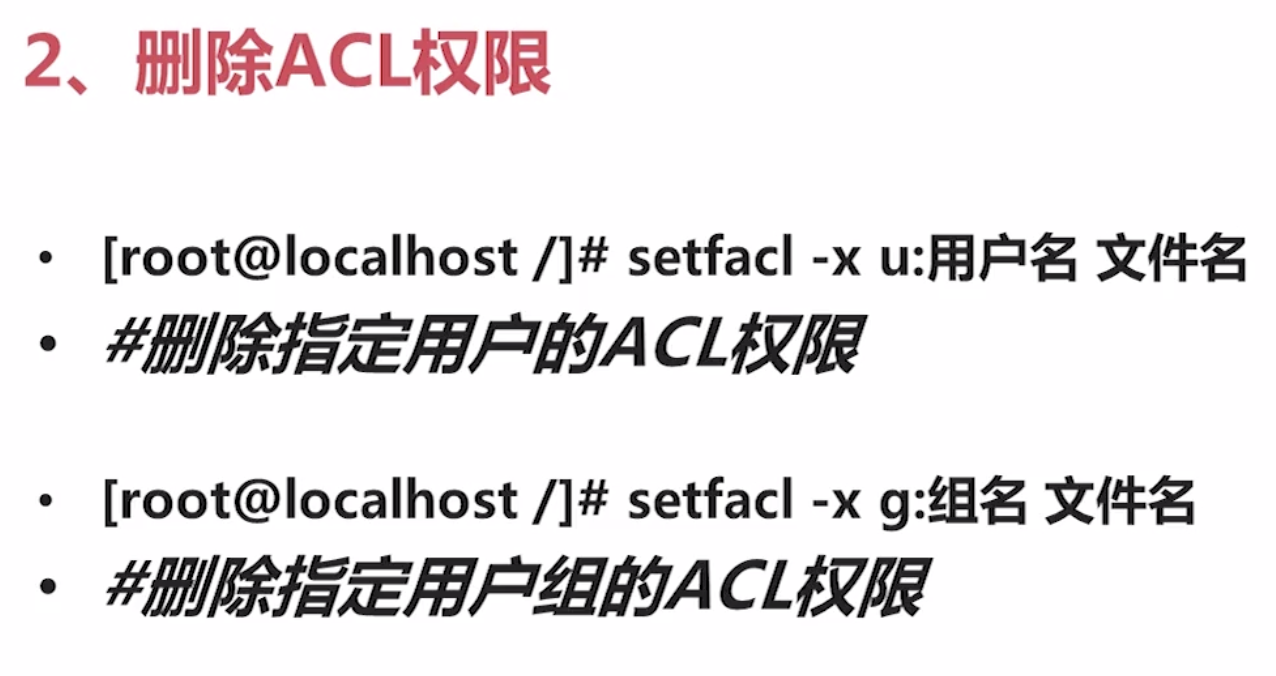 2、删除ACL权限
• [root@localhost /]# setfacl -x u:用户名 文件名
• #删除指定用户的ACL权限
• [root@localhost /]# setfacl -x g:组名 文件名
• #删除指定用户组的ACL权限